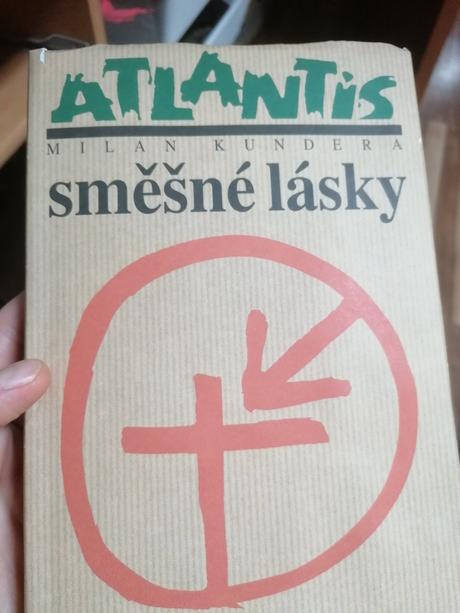 ATLANTIS
MILAN KUNDERA
směšné lásky